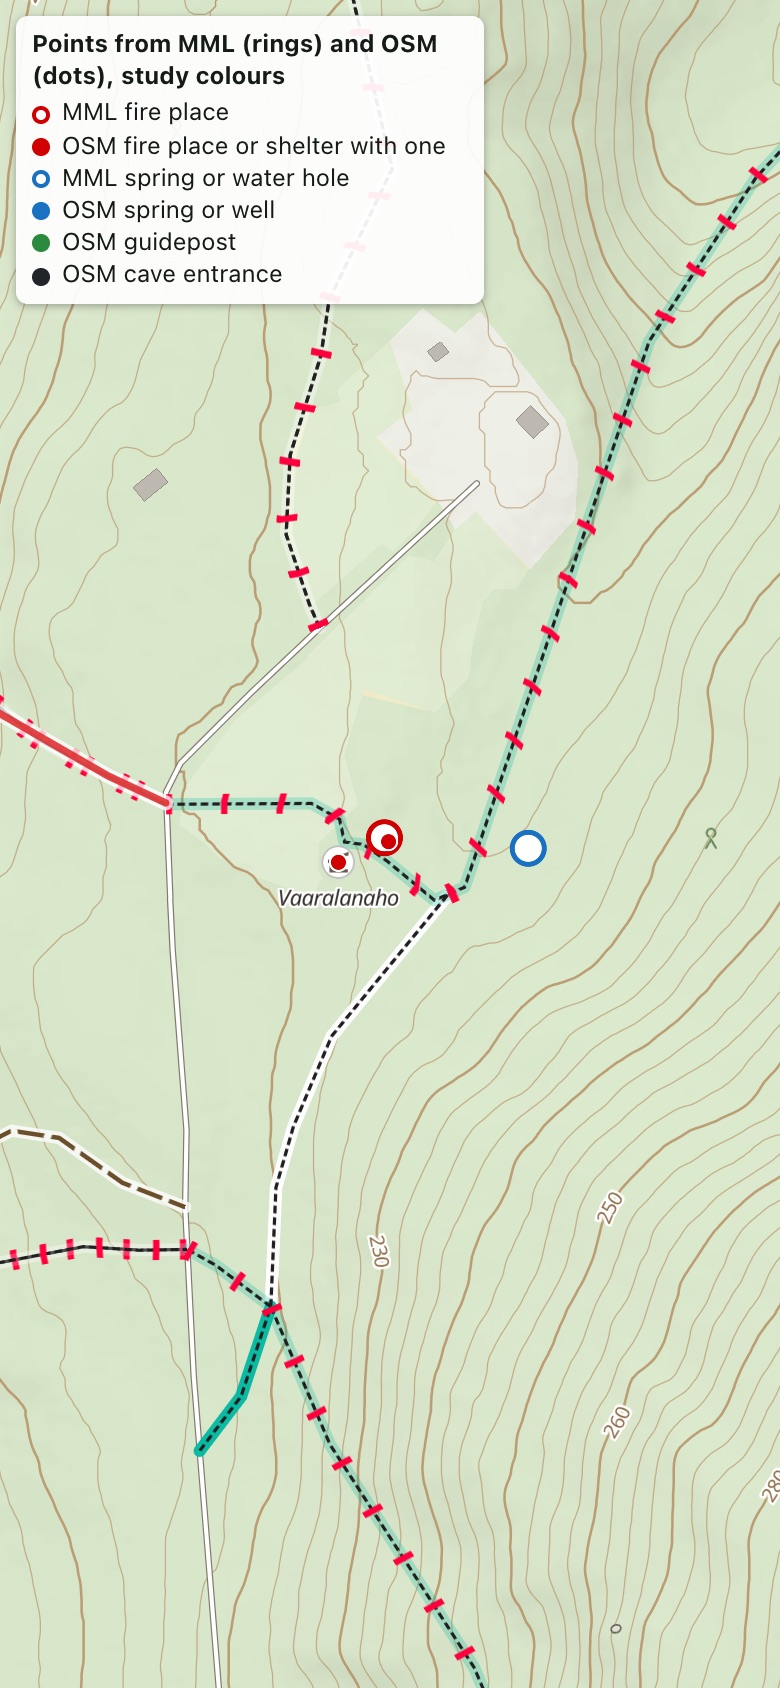 Points from MML (rings) and OSM
(dots), study colours
MML fire place
OSM fire place or shelter with one
MML spring or water hole
OSM spring or well
OSM guidepost
OSM cave entrance
Vaaralanaho
250
230
260
280